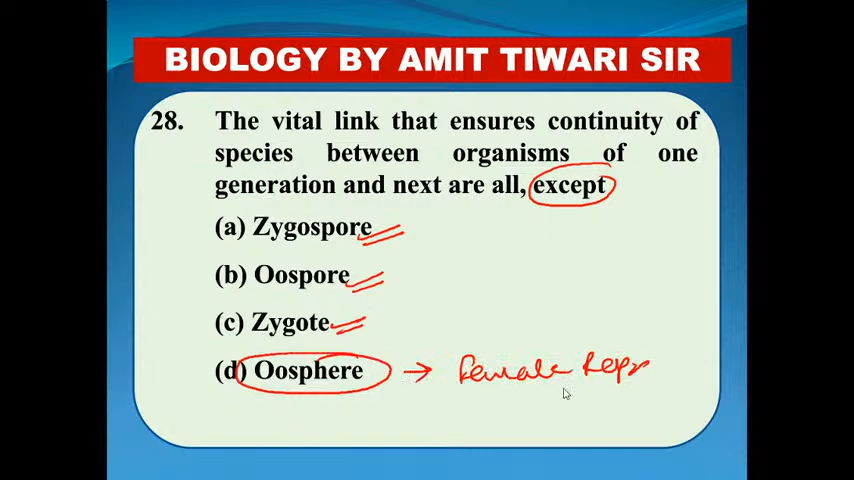 BIOLOGY BY AMIT TIWARI SIR
28. The vital link that ensures continuity of
species between organisms of one
generation and next are all, except
(a) Zygospore
(b) Oospore
(c) Zygote
(d) Oosphere → Female Repr